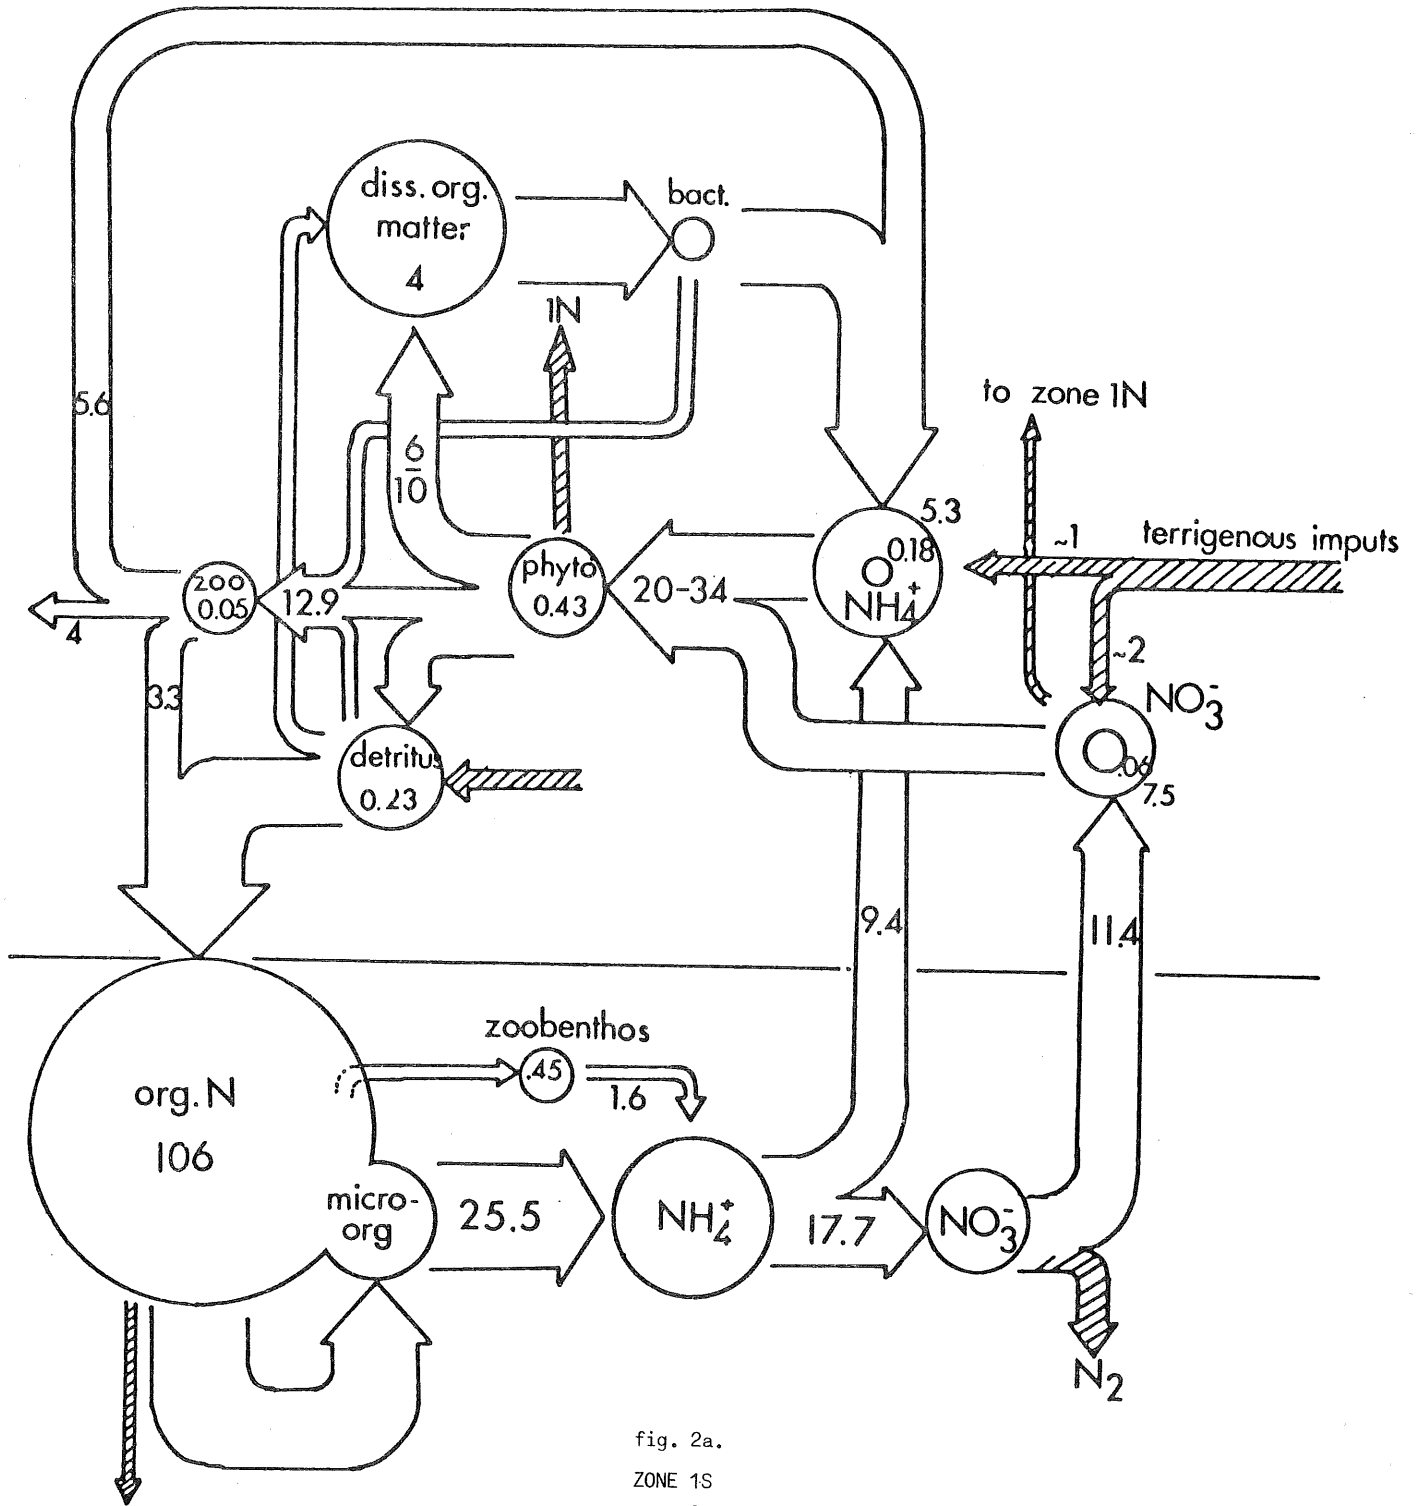 diss. org.
matter
4
bact.
1N
5.6
to zone 1N
6
10
5.3
~1
terrigenous imputs
0.18
NH4+
zoo
0.05
12.9
phyto
0.43
20-34
4
~2
3.3
NO3-
.06
7.5
detritus
0.23
9.4
11.4
zoobenthos
.45
1.6
org. N
106
micro-
org
25.5
NH4+
17.7
NO3-
N2
fig. 2a.
ZONE 1S